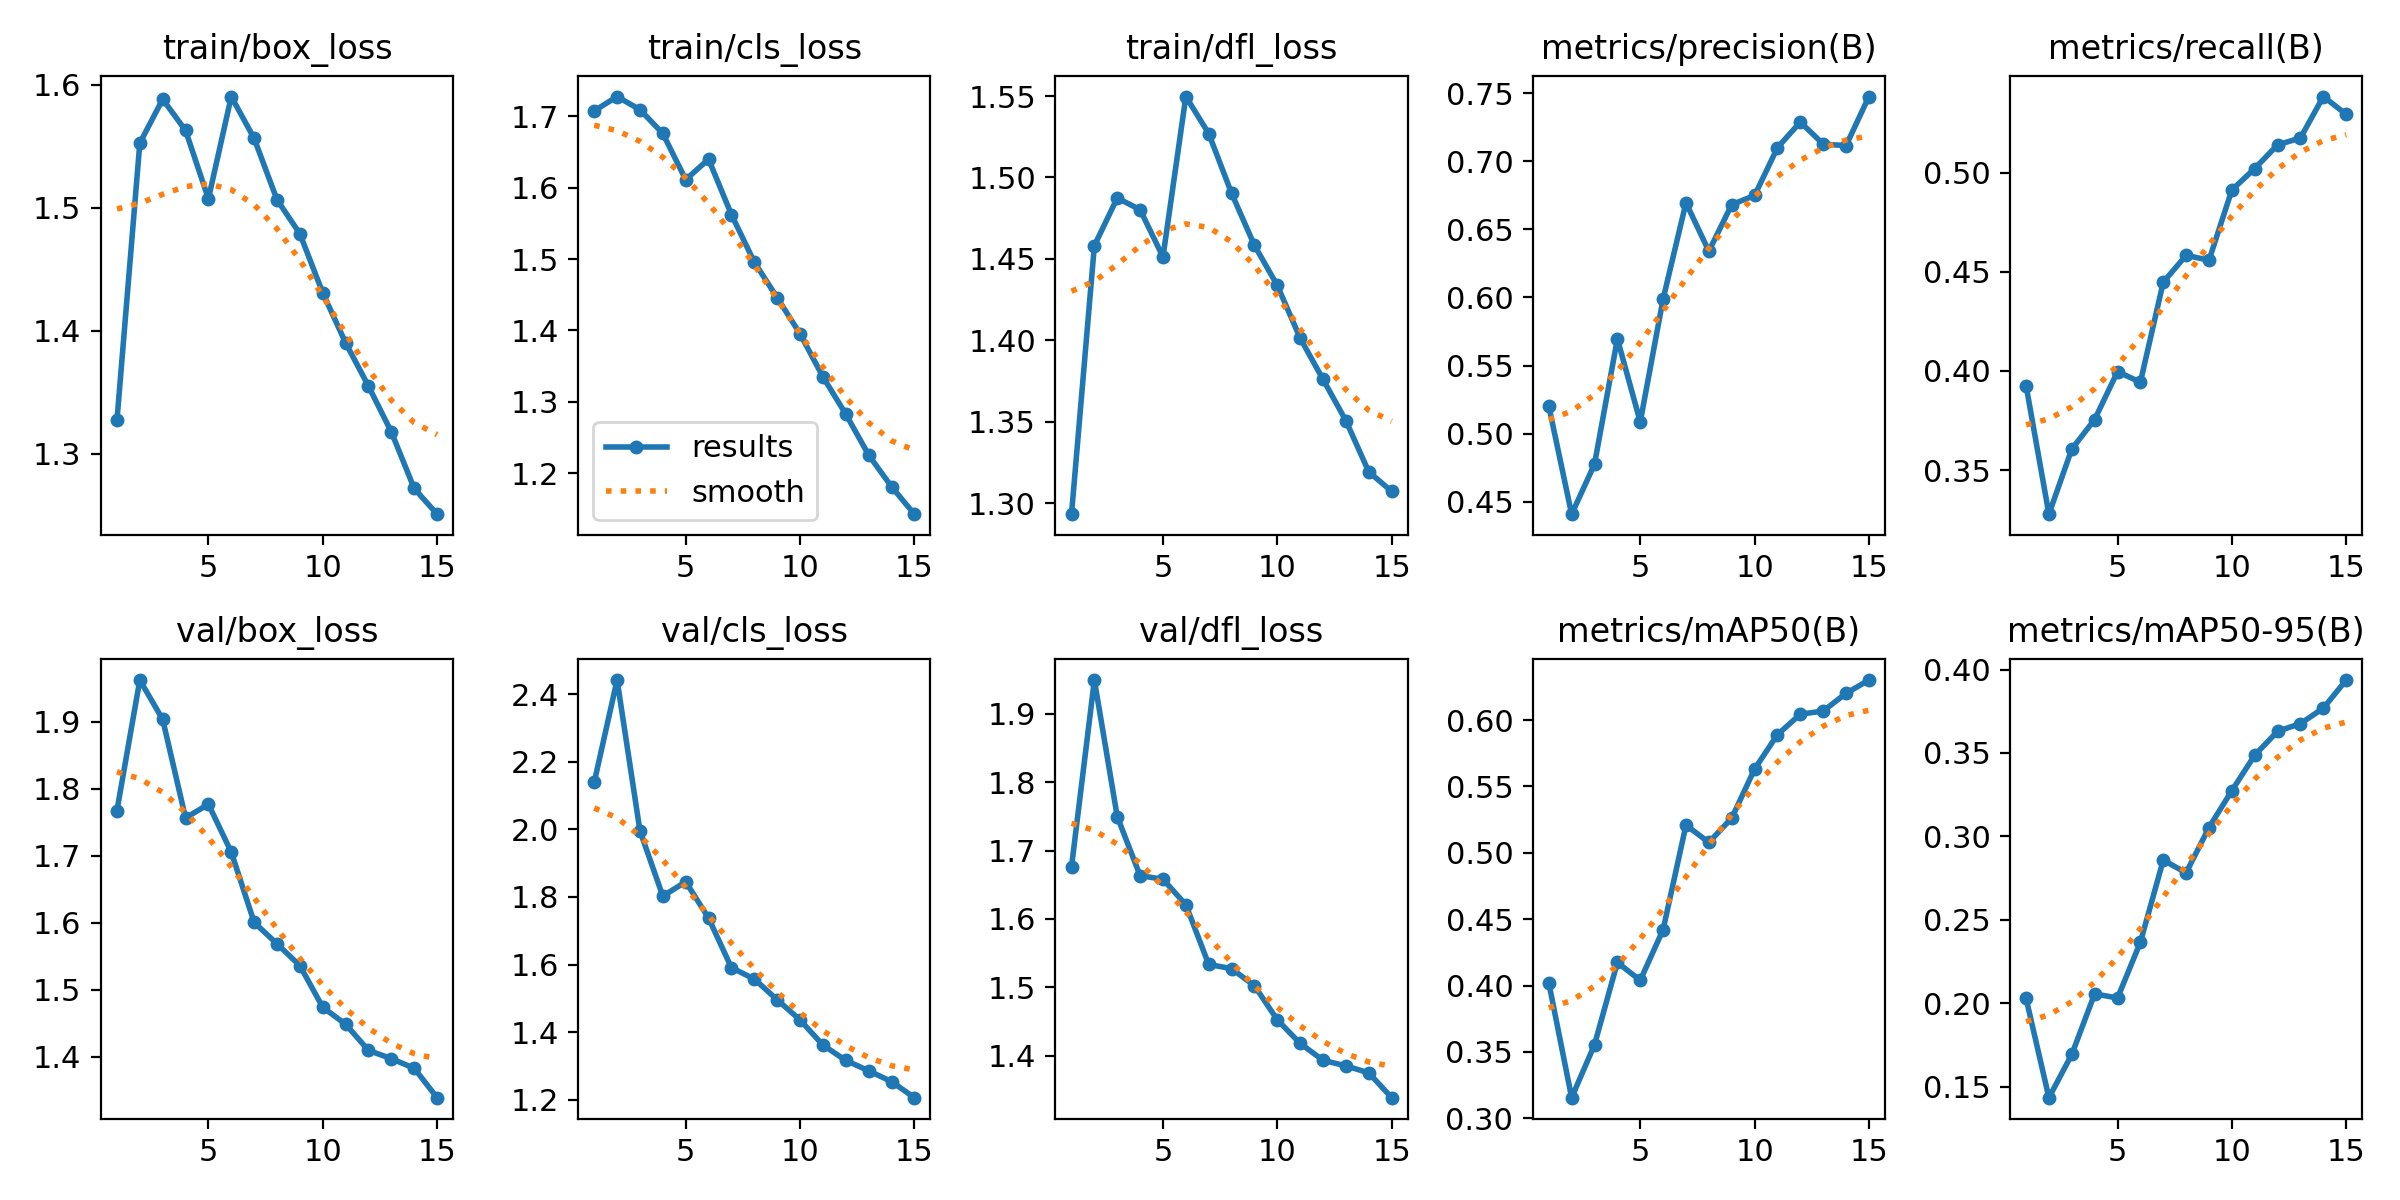 train/box_loss
1.6
1.5
1.4
1.3
5 10 15
train/cls_loss
1.7
1.6
1.5
1.4
1.3
1.2
results
smooth
5 10 15
train/dfl_loss
1.55
1.50
1.45
1.40
1.35
1.30
5 10 15
metrics/precision(B)
0.75
0.70
0.65
0.60
0.55
0.50
0.45
5 10 15
metrics/recall(B)
0.50
0.45
0.40
0.35
5 10 15
val/box_loss
1.9
1.8
1.7
1.6
1.5
1.4
5 10 15
val/cls_loss
2.4
2.2
2.0
1.8
1.6
1.4
1.2
5 10 15
val/dfl_loss
1.9
1.8
1.7
1.6
1.5
1.4
5 10 15
metrics/mAP50(B)
0.60
0.55
0.50
0.45
0.40
0.35
0.30
5 10 15
metrics/mAP50-95(B)
0.40
0.35
0.30
0.25
0.20
0.15
5 10 15